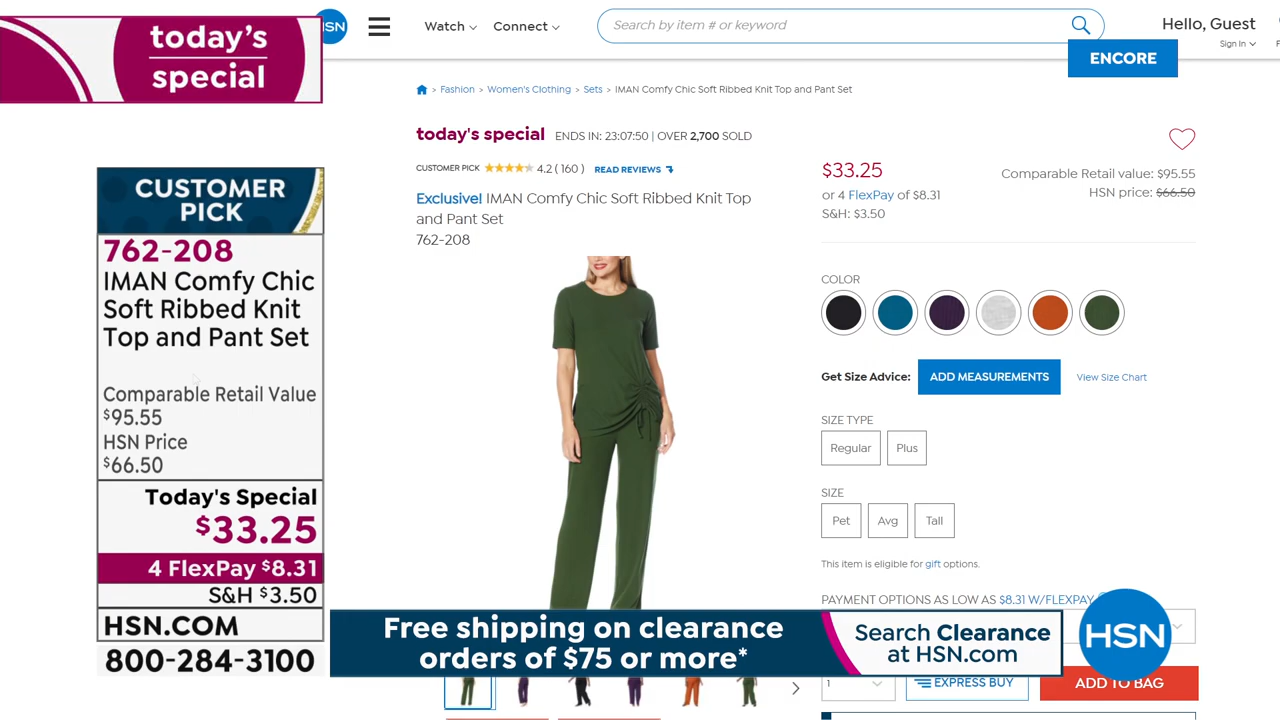 today's
special
HSN
Watch
Connect
Search by item # or keyword
Hello, Guest
Sign In
ENCORE
> Fashion > Women's Clothing > Sets > IMAN Comfy Chic Soft Ribbed Knit Top and Pant Set
today's special ENDS IN: 23:07:50 | OVER 2,700 SOLD
CUSTOMER PICK 4.2 ( 160 ) READ REVIEWS
Exclusive! IMAN Comfy Chic Soft Ribbed Knit Top
and Pant Set
762-208
$33.25
Comparable Retail value: $95.55
or 4 FlexPay of $8.31
HSN price: $66.50
S&H: $3.50
CUSTOMER
PICK
762-208
IMAN Comfy Chic
Soft Ribbed Knit
Top and Pant Set
Comparable Retail Value
$95.55
HSN Price
$66.50
Today's Special
$33.25
4 FlexPay $8.31
S&H $3.50
HSN.COM
800-284-3100
COLOR
Get Size Advice:
ADD MEASUREMENTS
View Size Chart
SIZE TYPE
Regular
Plus
SIZE
Pet
Avg
Tall
This item is eligible for gift options.
PAYMENT OPTIONS AS LOW AS $8.31 W/FLEXPAY
Free shipping on clearance
orders of $75 or more*
Search Clearance
at HSN.com
HSN
1
EXPRESS BUY
ADD TO BAG